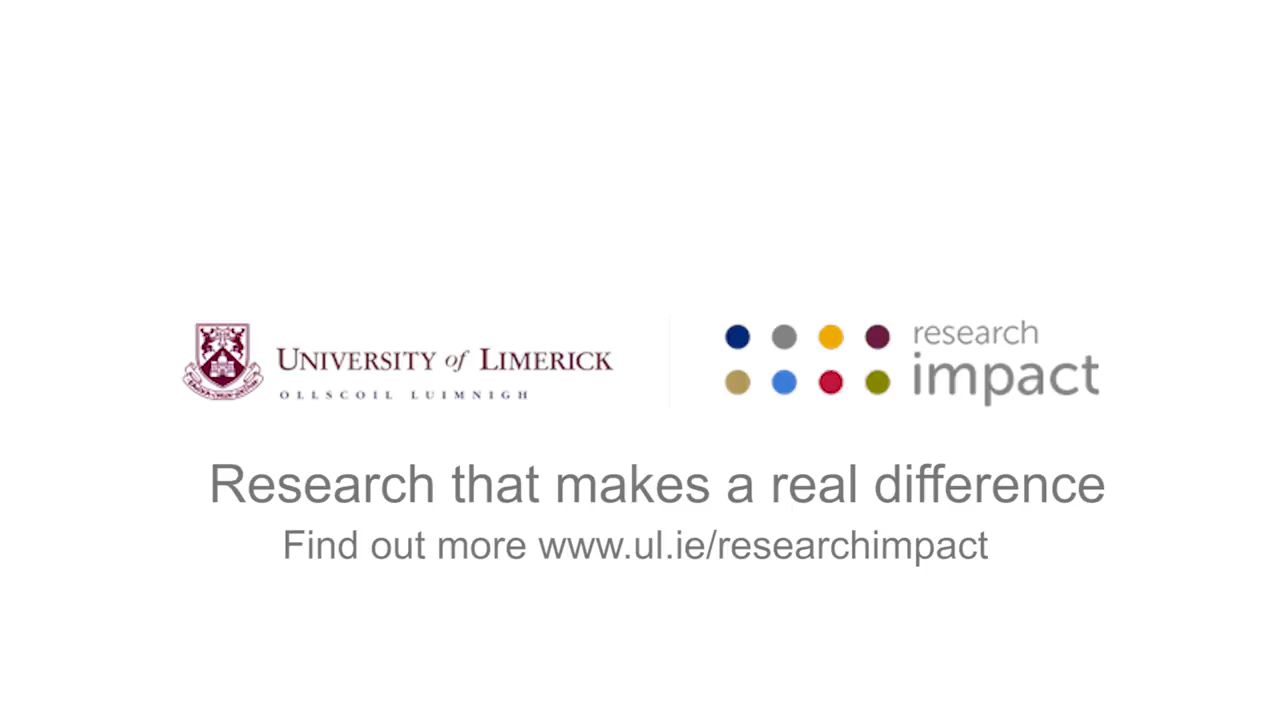 UNIVERSITY of LIMERICK
OLLSCOIL LUIMNIGH
research
impact
Research that makes a real difference
Find out more www.ul.ie/researchimpact